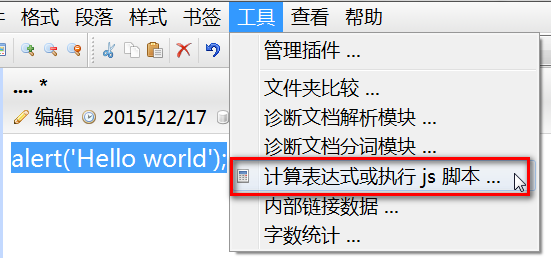 格式 段落 样式 书签 工具 查看 帮助
管理插件 ...
.... *
文件夹比较 ...
编辑 2015/12/17
诊断文档解析模块 ...
诊断文档分词模块 ...
alert('Hello world');
计算表达式或执行 js 脚本 ...
内部链接数据 ...
字数统计 ...